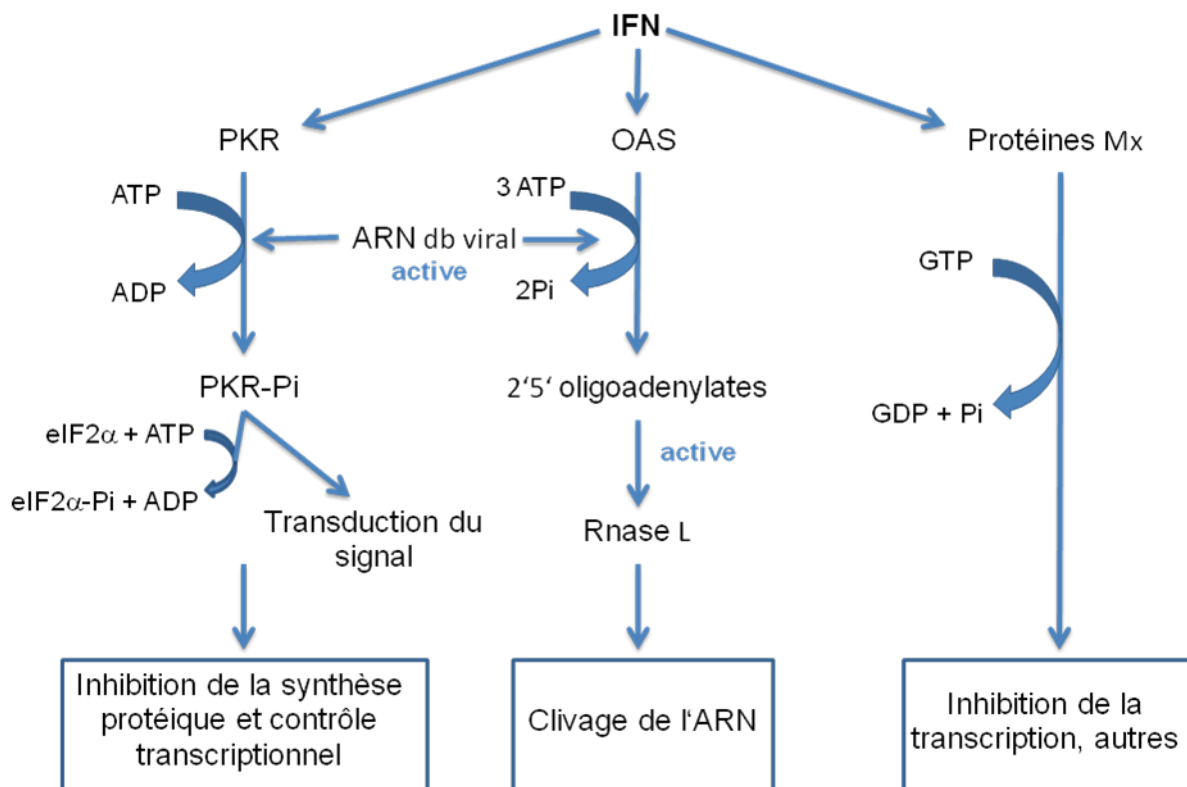 IFN
PKR
OAS
Protéines Mx
ATP
3 ATP
ARN db viral
active
GTP
ADP
2Pi
PKR-Pi
2‘5‘ oligoadenylates
GDP + Pi
eIF2α + ATP
active
eIF2α-Pi + ADP
Transduction du
signal
Rnase L
Inhibition de la synthèse
protéique et contrôle
transcriptionnel
Clivage de l‘ARN
Inhibition de la
transcription, autres